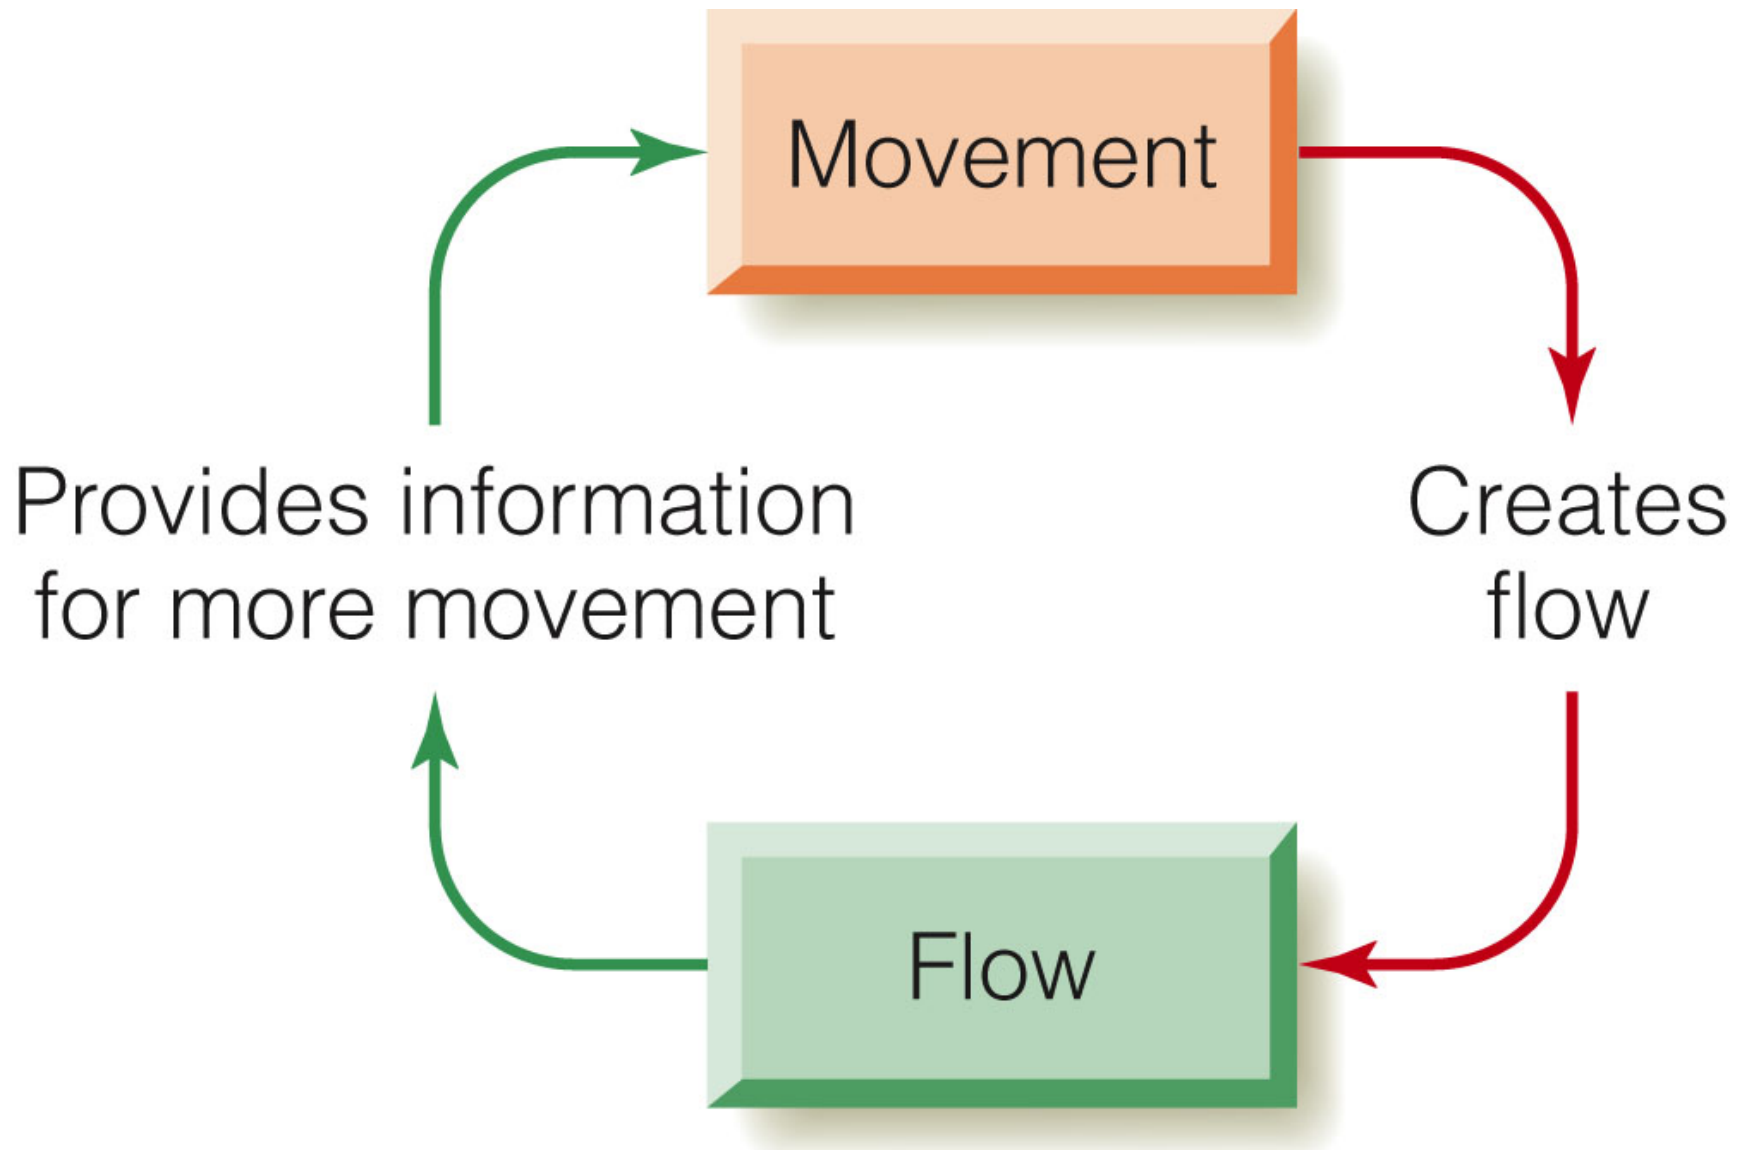 Movement
Provides information
for more movement
Creates
flow
Flow